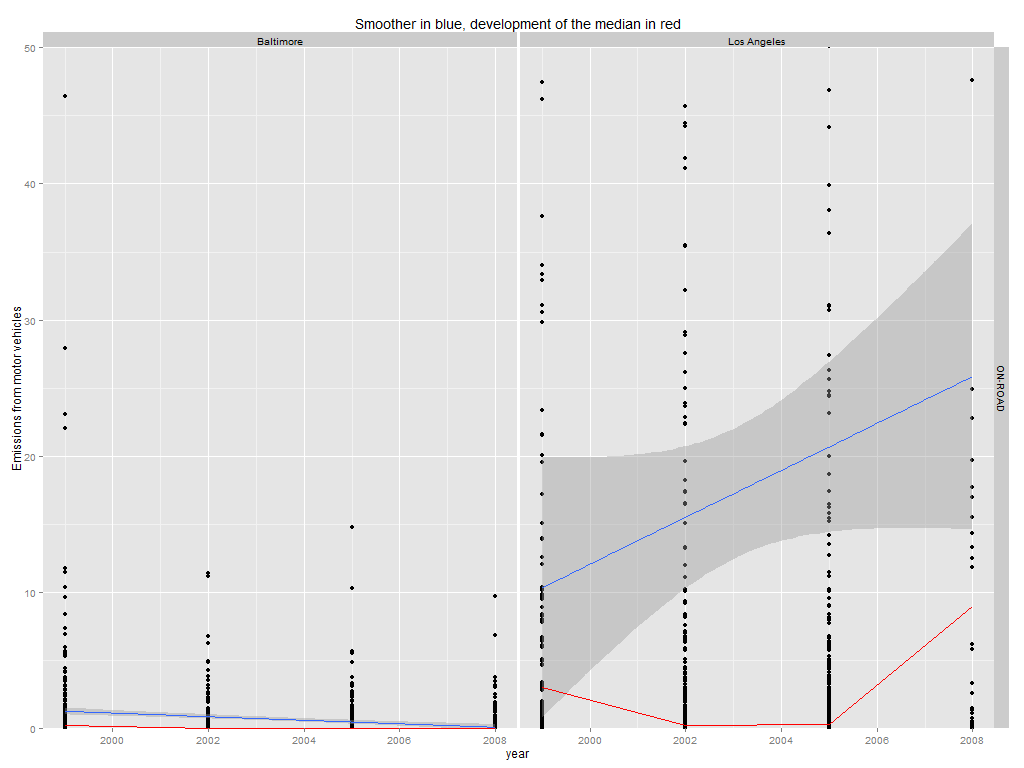 Smoother in blue, development of the median in red
Baltimore
Los Angeles
50
40
30
20
10
0
Emissions from motor vehicles
ON-ROAD
2000
2002
2004
2006
2008
2000
2002
2004
2006
2008
year